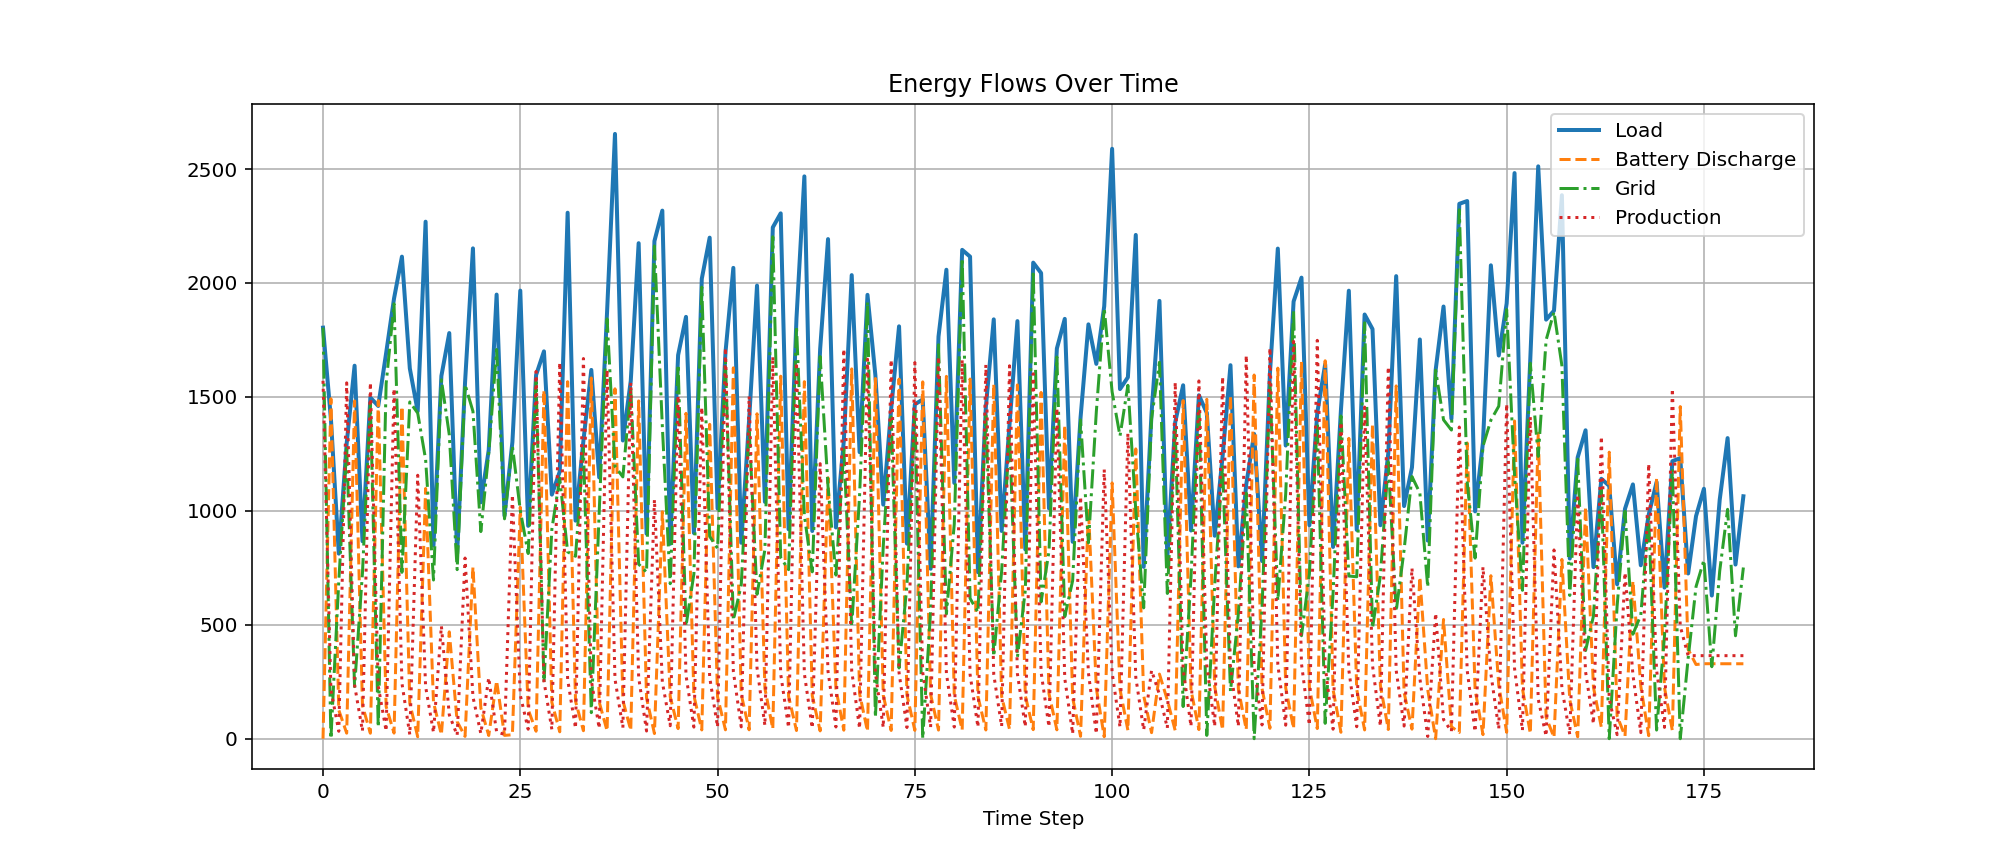 Energy Flows Over Time
2500
2000
1500
1000
500
0
Load
Battery Discharge
Grid
Production
0 25 50 75 100 125 150 175
Time Step